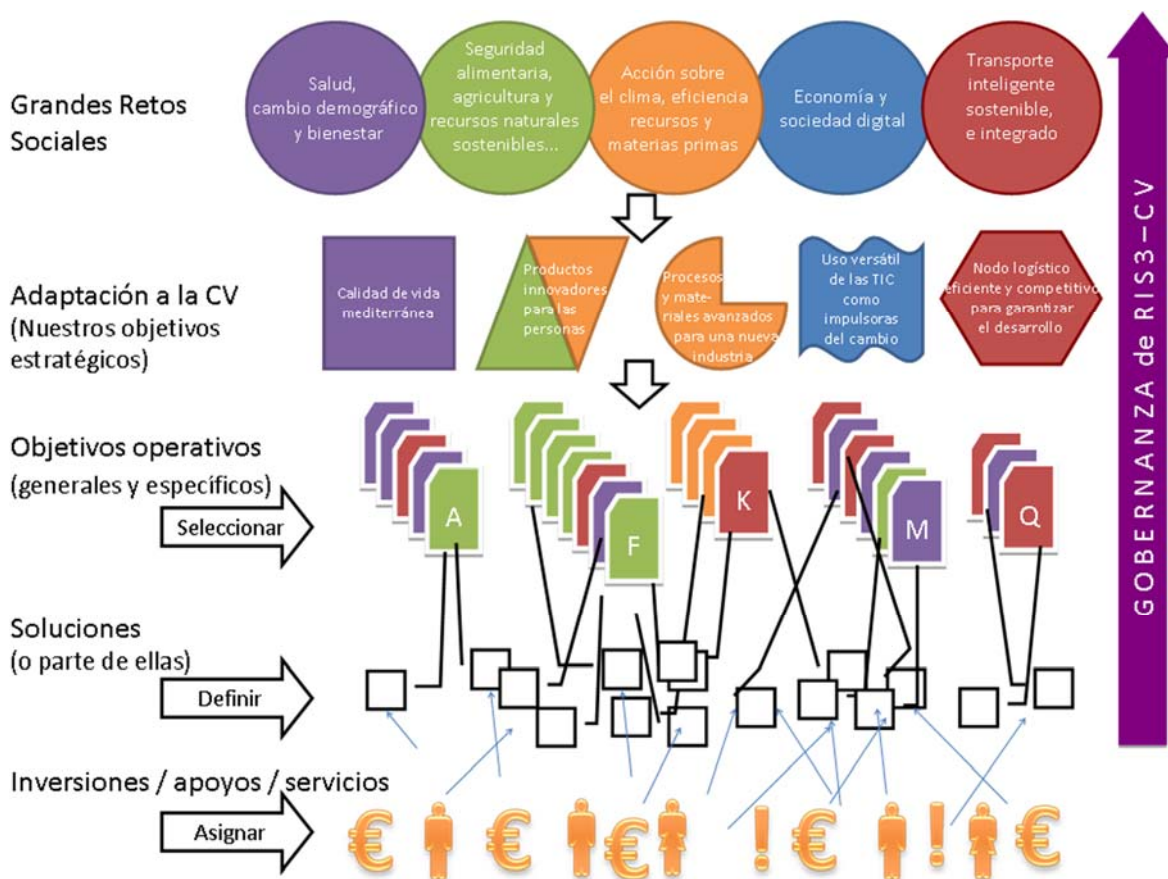 Grandes Retos
Sociales
Salud,
cambio demográfico
y bienestar
Seguridad
alimentaria,
agricultura y
recursos naturales
sostenibles...
Acción sobre
el clima, eficiencia
recursos y
materias primas
Economía y
sociedad digital
Transporte
inteligente
sostenible,
e integrado
Adaptación a la CV
(Nuestros objetivos
estratégicos)
Calidad de vida
mediterránea
Productos
innovadores
para las
personas
Procesos
y mate-
riales avanzados
para una nueva
industria
Uso versátil
de las TIC
como
impulsoras
del cambio
Nodo logístico
eficiente y competitivo
para garantizar
el desarrollo
Objetivos operativos
(generales y específicos)
Seleccionar
A
F
K
M
Q
Soluciones
(o parte de ellas)
Definir
Inversiones / apoyos / servicios
Asignar
€ € € ! € ! €
GOBERNANZA de RIS3–CV